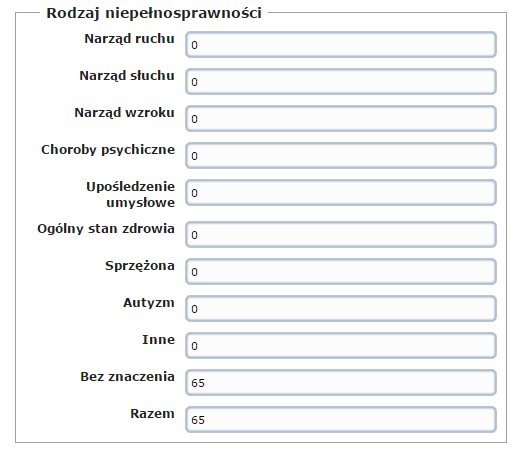 Rodzaj niepełnosprawności
Narząd ruchu 0
Narząd słuchu 0
Narząd wzroku 0
Choroby psychiczne 0
Upośledzenie
umysłowe 0
Ogólny stan zdrowia 0
Sprzężona 0
Autyzm 0
Inne 0
Bez znaczenia 65
Razem 65